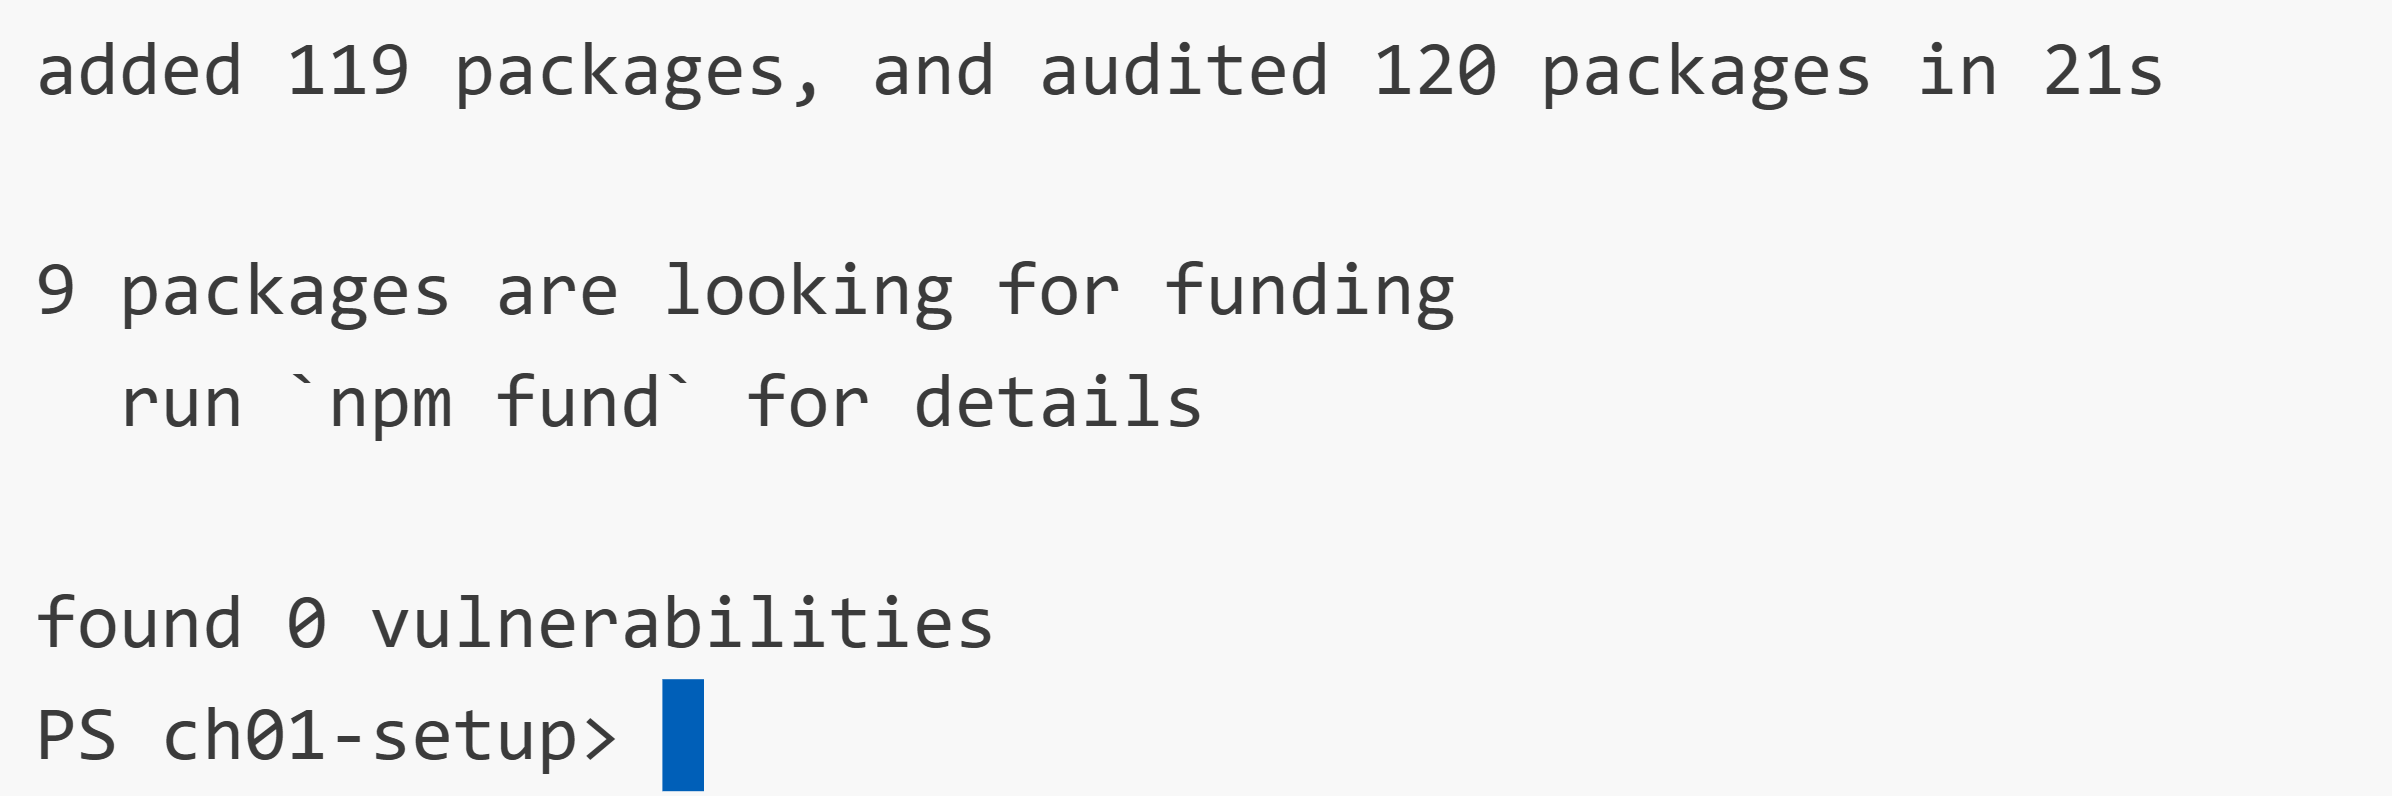 added 119 packages, and audited 120 packages in 21s
9 packages are looking for funding
  run `npm fund` for details
found 0 vulnerabilities
PS ch01-setup>